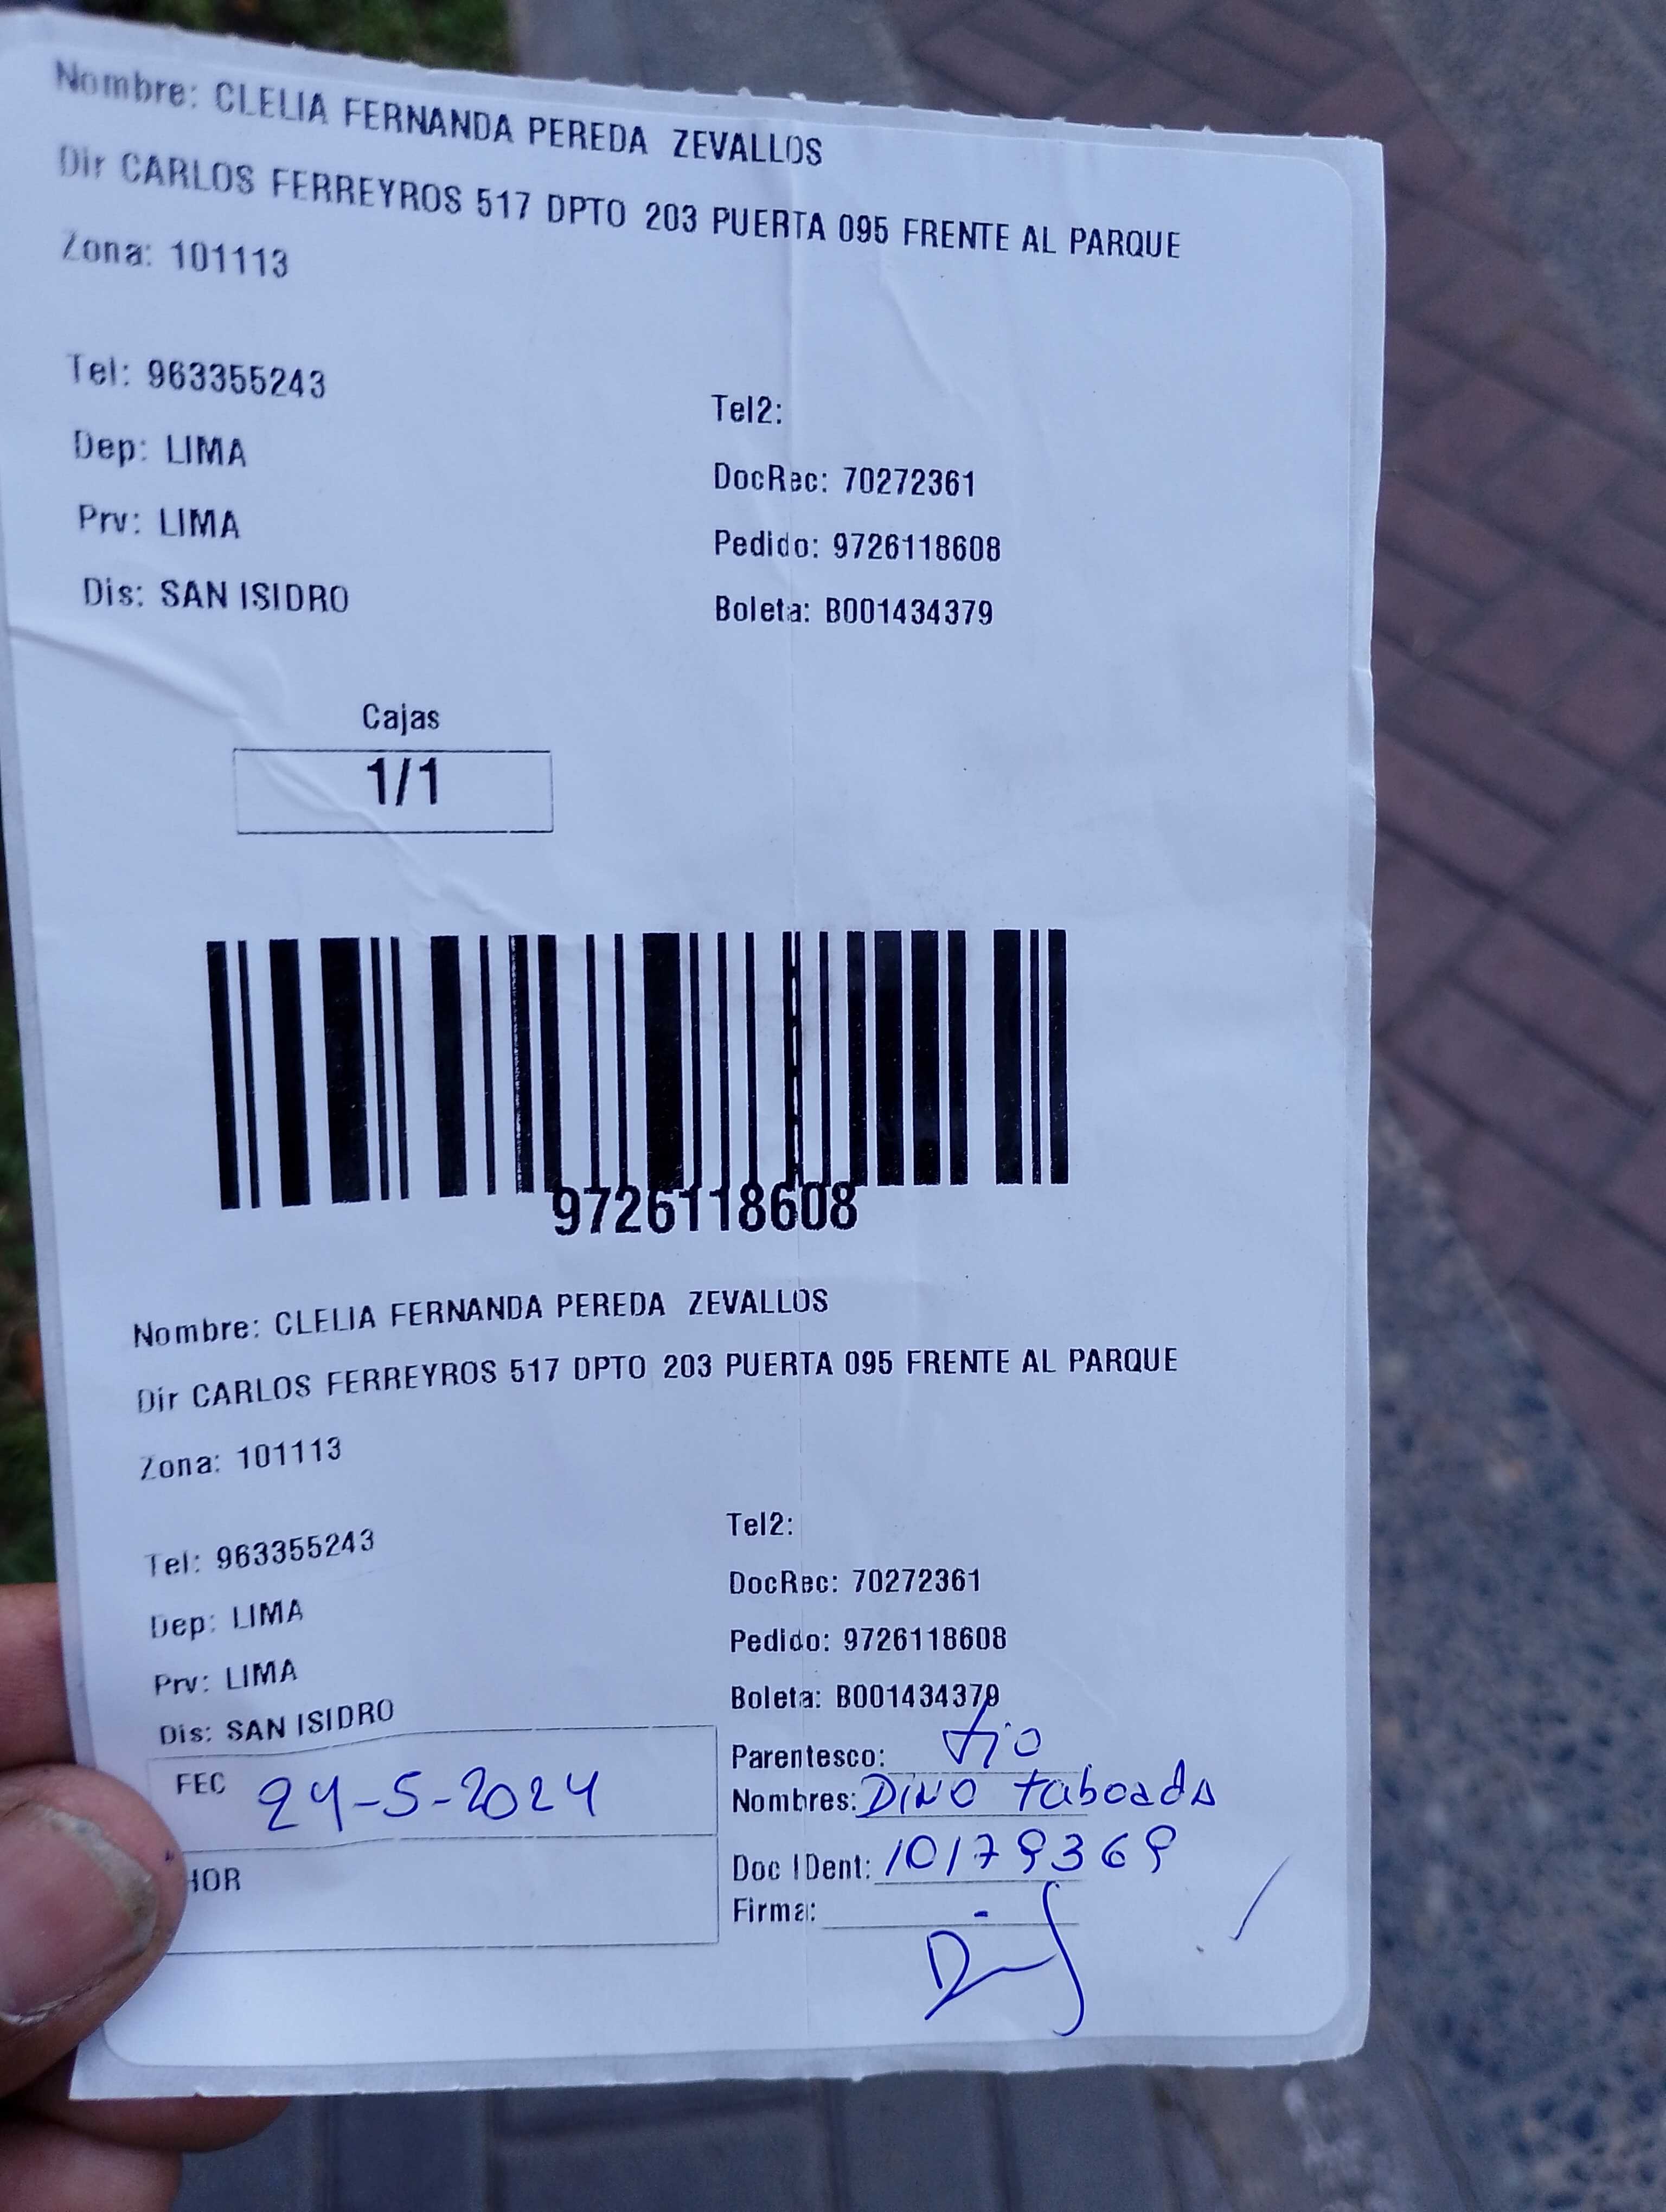 Nombre: CLELIA FERNANDA PEREDA ZEVALLOS
Dir CARLOS FERREYROS 517 DPTO 203 PUERTA 095 FRENTE AL PARQUE
Zona: 101113
Tel: 963355243
Tel2:
Dep: LIMA
DocRec: 70272361
Prv: LIMA
Pedido: 9726118608
Dis: SAN ISIDRO
Boleta: B001434379
Cajas
1/1
9726118608
Nombre: CLELIA FERNANDA PEREDA ZEVALLOS
Dir CARLOS FERREYROS 517 DPTO 203 PUERTA 095 FRENTE AL PARQUE
Zona: 101113
Tel: 963355243
Tel2:
Dep: LIMA
DocRec: 70272361
Prv: LIMA
Pedido: 9726118608
Dis: SAN ISIDRO
Boleta: B001434379
FEC 24-5-2024
HOR
Parentesco: tio
Nombres: Dino taboada
Doc IDent: 10179369
Firma: